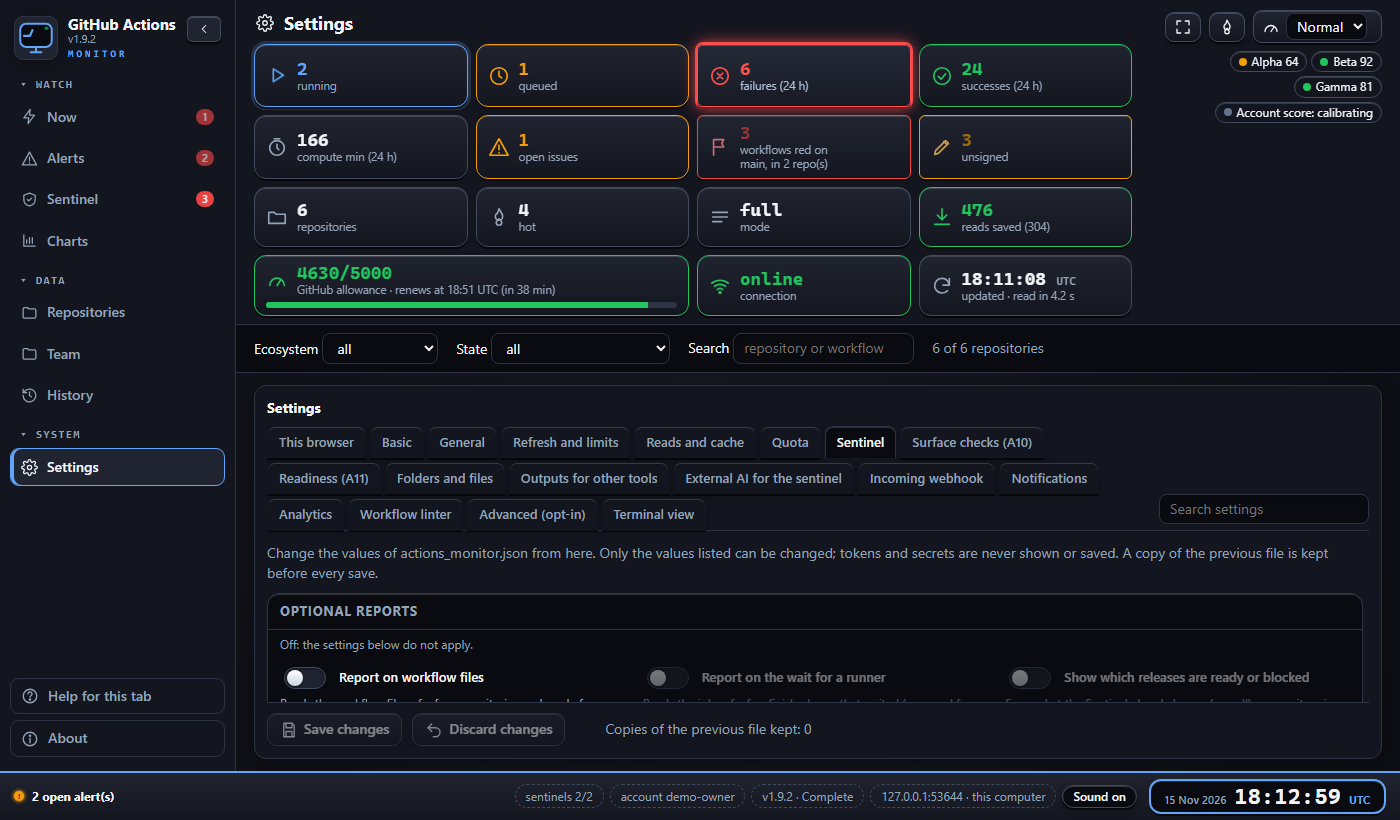 GitHub Actions
v1.9.2
MONITOR
WATCH
Now 1
Alerts 2
Sentinel 3
Charts
DATA
Repositories
Team
History
SYSTEM
Settings
Help for this tab
About
Settings
Normal
Alpha 64
Beta 92
Gamma 81
Account score: calibrating
2
running
1
queued
6
failures (24 h)
24
successes (24 h)
166
compute min (24 h)
1
open issues
3
workflows red on
main, in 2 repo(s)
3
unsigned
6
repositories
4
hot
full
mode
476
reads saved (304)
4630/5000
GitHub allowance · renews at 18:51 UTC (in 38 min)
online
connection
18:11:08 UTC
updated · read in 4.2 s
Ecosystem all State all Search repository or workflow 6 of 6 repositories
Settings
This browser Basic General Refresh and limits Reads and cache Quota Sentinel Surface checks (A10)
Readiness (A11) Folders and files Outputs for other tools External AI for the sentinel Incoming webhook Notifications
Analytics Workflow linter Advanced (opt-in) Terminal view Search settings
Change the values of actions_monitor.json from here. Only the values listed can be changed; tokens and secrets are never shown or saved. A copy of the previous file is kept
before every save.
OPTIONAL REPORTS
Off: the settings below do not apply.
Report on workflow files Report on the wait for a runner Show which releases are ready or blocked
Save changes Discard changes Copies of the previous file kept: 0
2 open alert(s) sentinels 2/2 account demo-owner v1.9.2 · Complete 127.0.0.1:53644 · this computer Sound on 15 Nov 2026 18:12:59 UTC